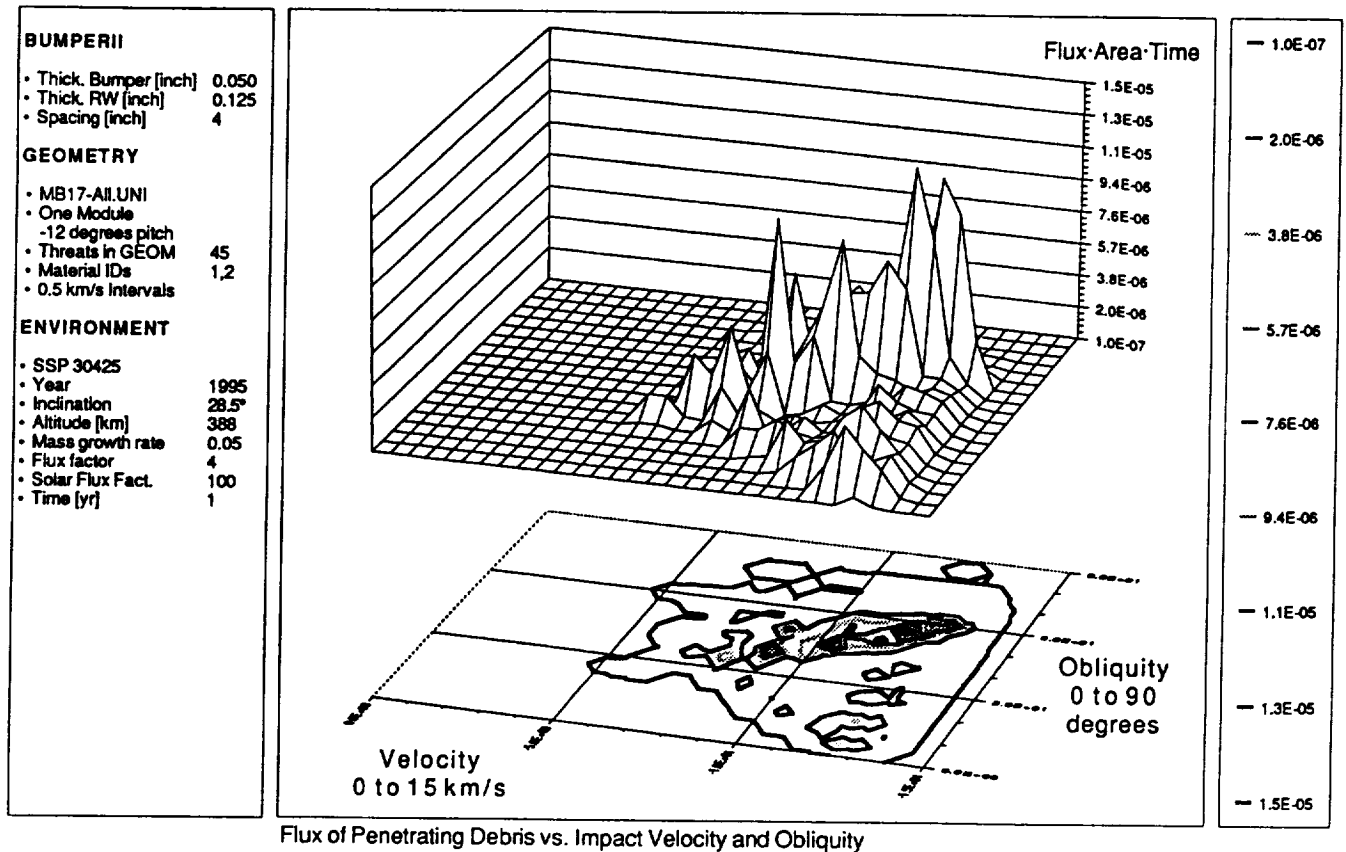 BUMPERII
• Thick. Bumper [inch] 0.050
• Thick. RW [inch] 0.125
• Spacing [inch] 4
GEOMETRY
• MB17-All.UNI
• One Module
-12 degrees pitch
• Threats in GEOM 45
• Material IDs 1,2
• 0.5 km/s Intervals
ENVIRONMENT
• SSP 30425
• Year 1995
• Inclination 28.5°
• Altitude [km] 388
• Mass growth rate 0.05
• Flux factor 4
• Solar Flux Fact. 100
• Time [yr] 1
Flux·Area·Time
1.5E-05
1.3E-05
1.1E-05
9.4E-06
7.6E-06
5.7E-06
3.8E-06
2.0E-06
1.0E-07
Obliquity
0 to 90
degrees
Velocity
0 to 15 km/s
1.0E-07
2.0E-06
3.8E-06
5.7E-06
7.6E-06
9.4E-06
1.1E-05
1.3E-05
1.5E-05
Flux of Penetrating Debris vs. Impact Velocity and Obliquity